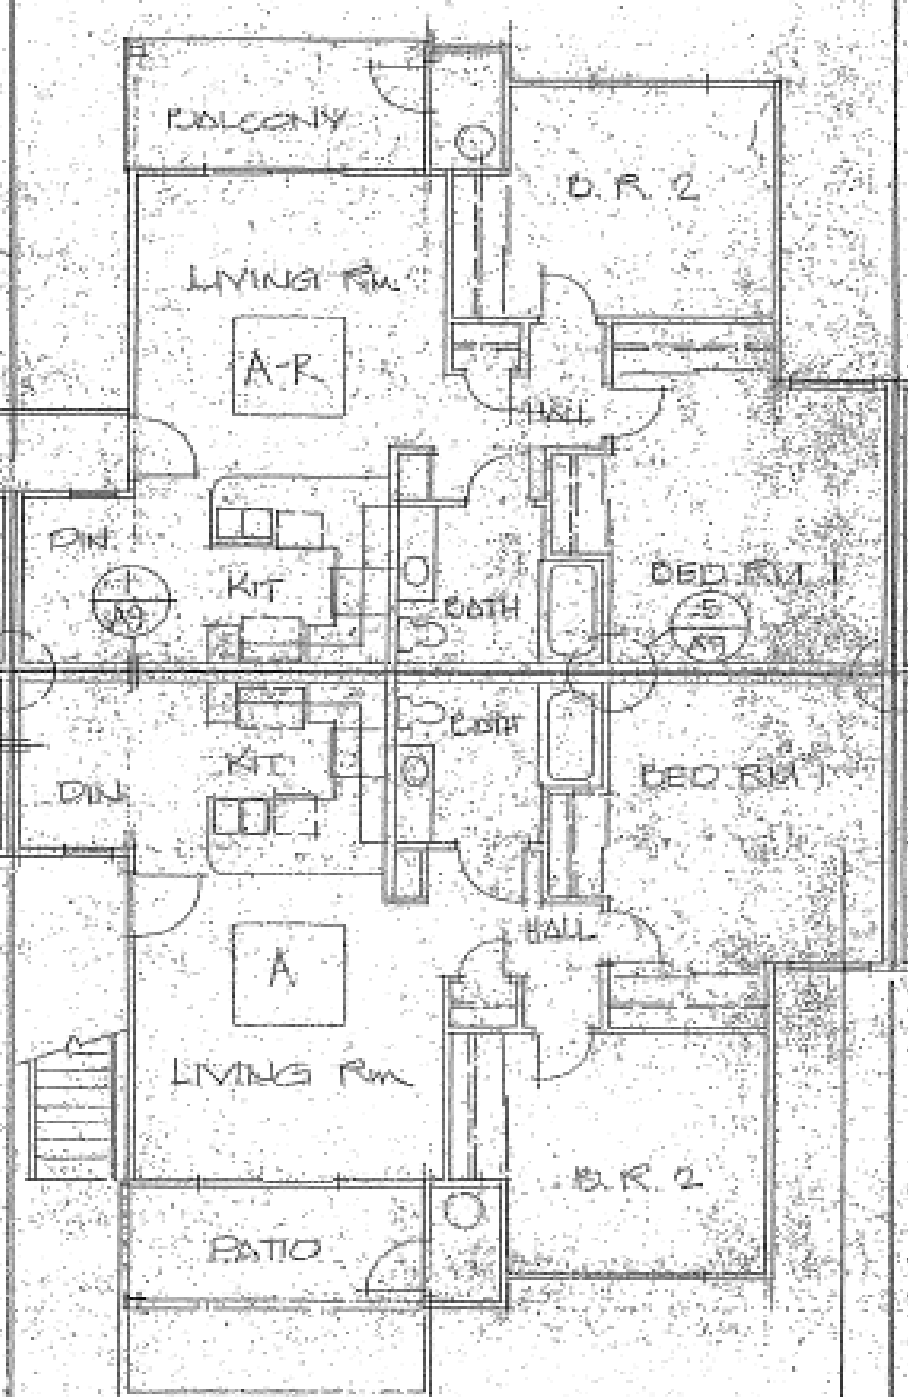 BALCONY
B.R. 2
LIVING RM.
A-R
HALL
DIN.
KIT
BED RM 1
1
A9
5
BATH
BATH
KIT
DIN
BED RM 1
HALL
A
LIVING RM
B.R. 2
PATIO